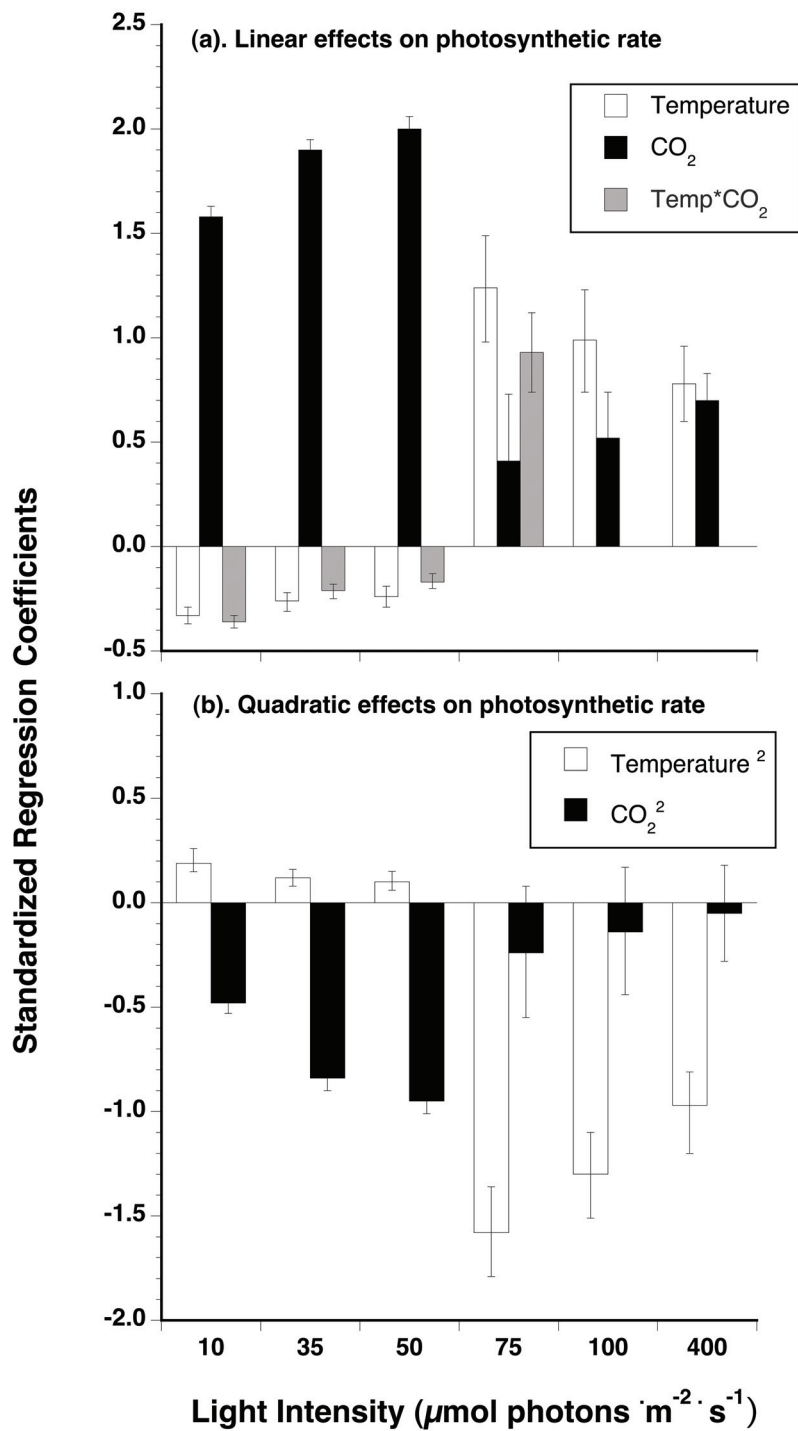 (a). Linear effects on photosynthetic rate
Temperature
CO₂
Temp*CO₂
2.5
2.0
1.5
1.0
0.5
0.0
-0.5
Standardized Regression Coefficients
(b). Quadratic effects on photosynthetic rate
Temperature ²
CO₂²
1.0
0.5
0.0
-0.5
-1.0
-1.5
-2.0
10 35 50 75 100 400
Light Intensity (µmol photons ·m⁻² · s⁻¹)